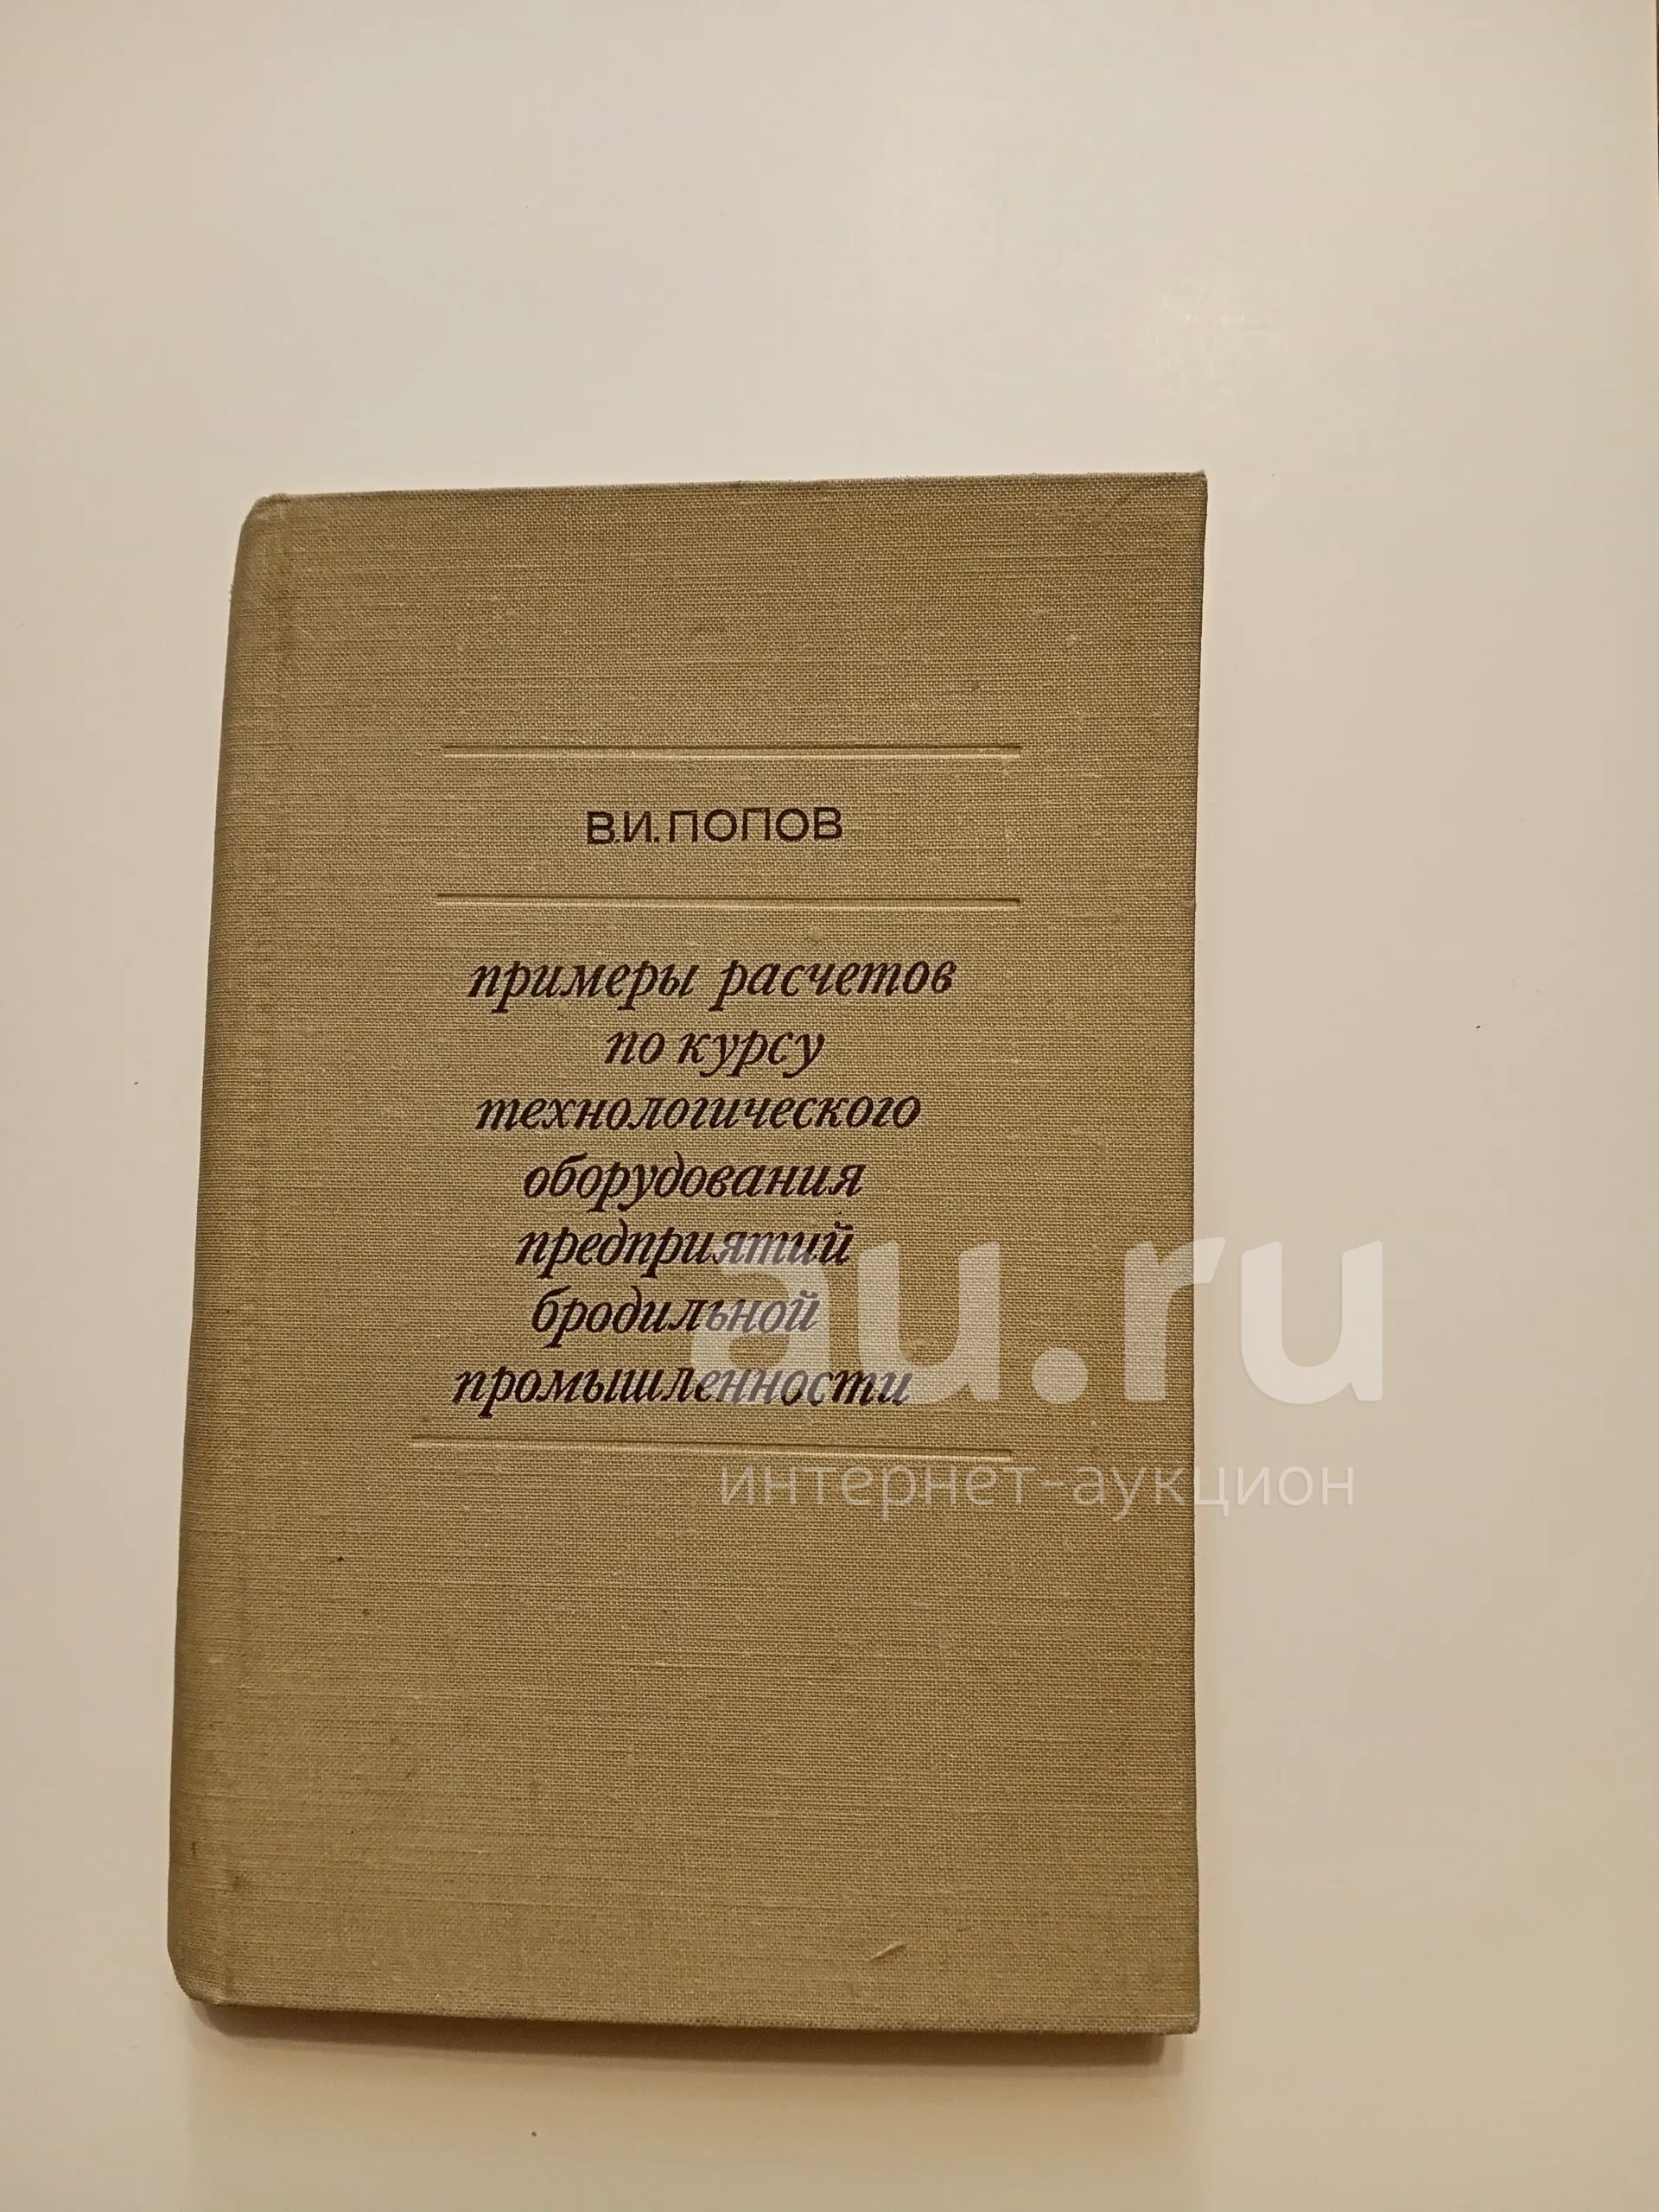 В.И.ПОПОВ
примеры расчетов
по курсу
технологического
оборудования
предприятий
бродильной
промышленности
au.ru
интернет-аукцион